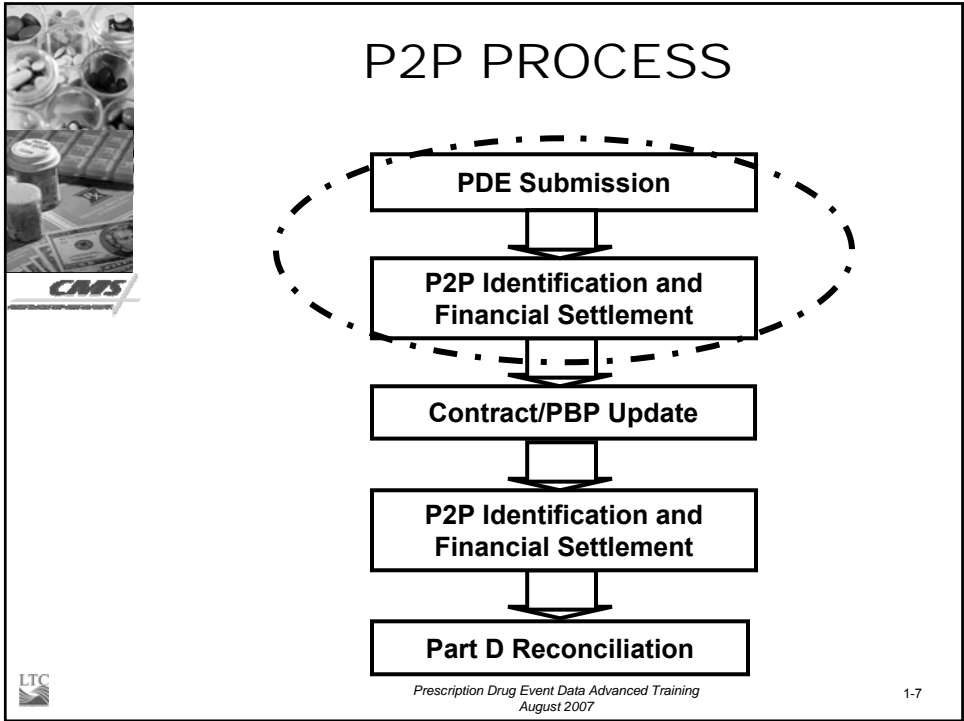 P2P PROCESS
PDE Submission
P2P Identification and
Financial Settlement
Contract/PBP Update
P2P Identification and
Financial Settlement
Part D Reconciliation
CMS
LTC
Prescription Drug Event Data Advanced Training
August 2007
1-7